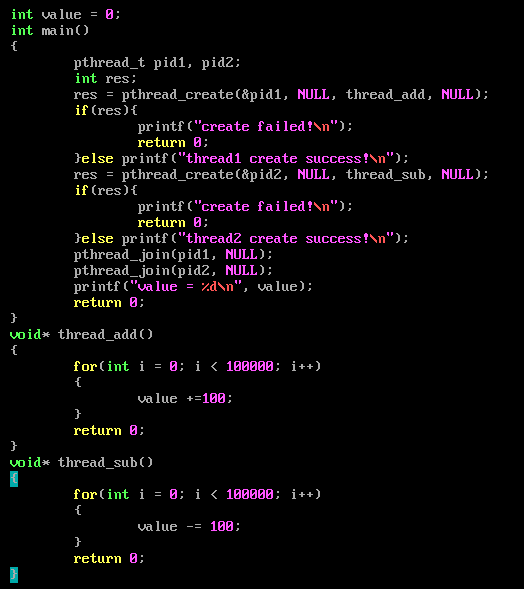 int value = 0;
int main()
{
        pthread_t pid1, pid2;
        int res;
        res = pthread_create(&pid1, NULL, thread_add, NULL);
        if(res){
                printf("create failed!\n");
                return 0;
        }else printf("thread1 create success!\n");
        res = pthread_create(&pid2, NULL, thread_sub, NULL);
        if(res){
                printf("create failed!\n");
                return 0;
        }else printf("thread2 create success!\n");
        pthread_join(pid1, NULL);
        pthread_join(pid2, NULL);
        printf("value = %d\n", value);
        return 0;
}
void* thread_add()
{
        for(int i = 0; i < 100000; i++)
        {
                value +=100;
        }
        return 0;
}
void* thread_sub()
{
        for(int i = 0; i < 100000; i++)
        {
                value -= 100;
        }
        return 0;
}